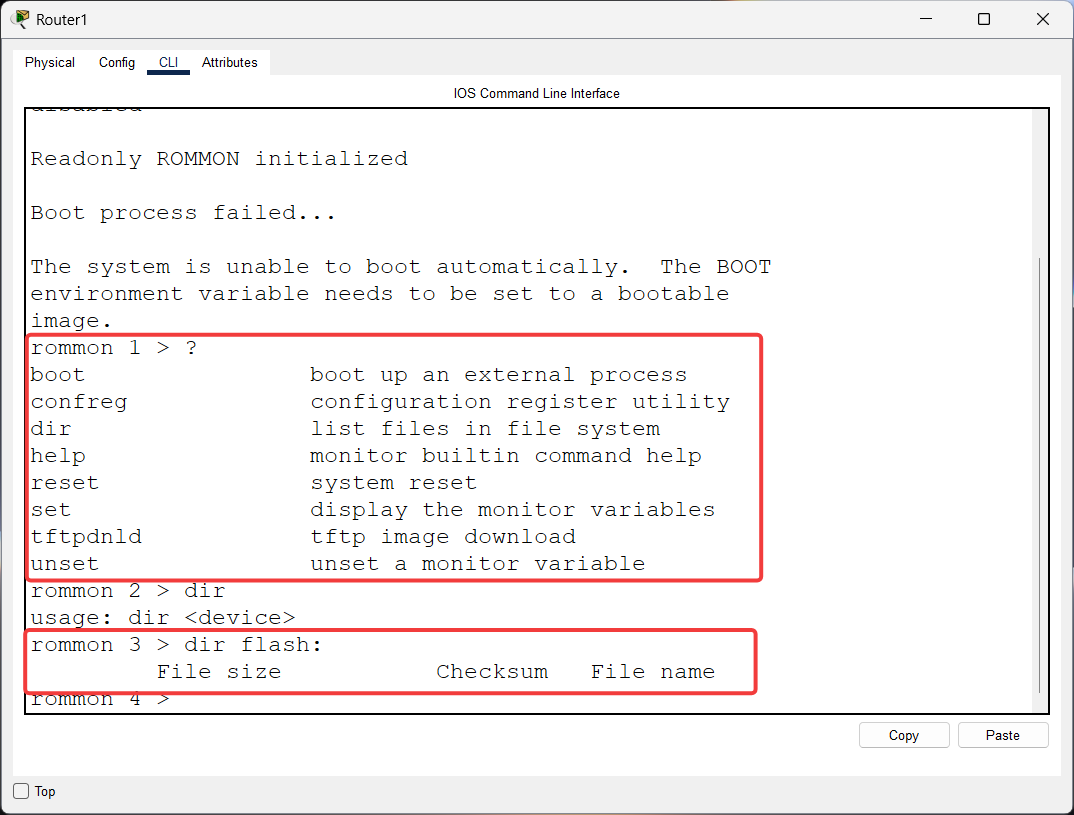 Router1
Physical Config CLI Attributes
IOS Command Line Interface
disabled
Readonly ROMMON initialized
Boot process failed...
The system is unable to boot automatically.  The BOOT
environment variable needs to be set to a bootable
image.
rommon 1 > ?
boot                boot up an external process
confreg             configuration register utility
dir                 list files in file system
help                monitor builtin command help
reset               system reset
set                 display the monitor variables
tftpdnld            tftp image download
unset               unset a monitor variable
rommon 2 > dir
usage: dir <device>
rommon 3 > dir flash:
         File size           Checksum   File name
rommon 4 >
Copy Paste
Top